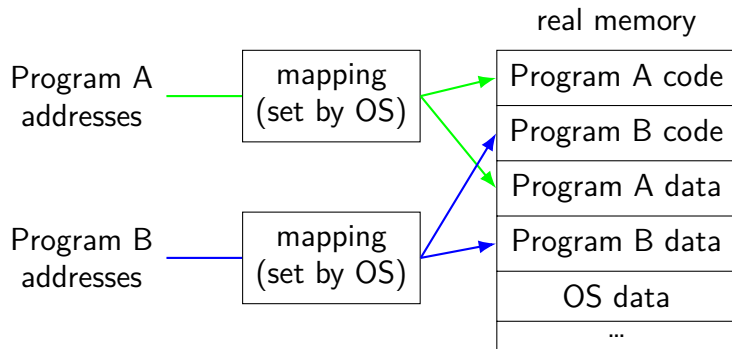 real memory
Program A
addresses
mapping
(set by OS)
Program A code
Program B code
Program A data
Program B
addresses
mapping
(set by OS)
Program B data
OS data
...